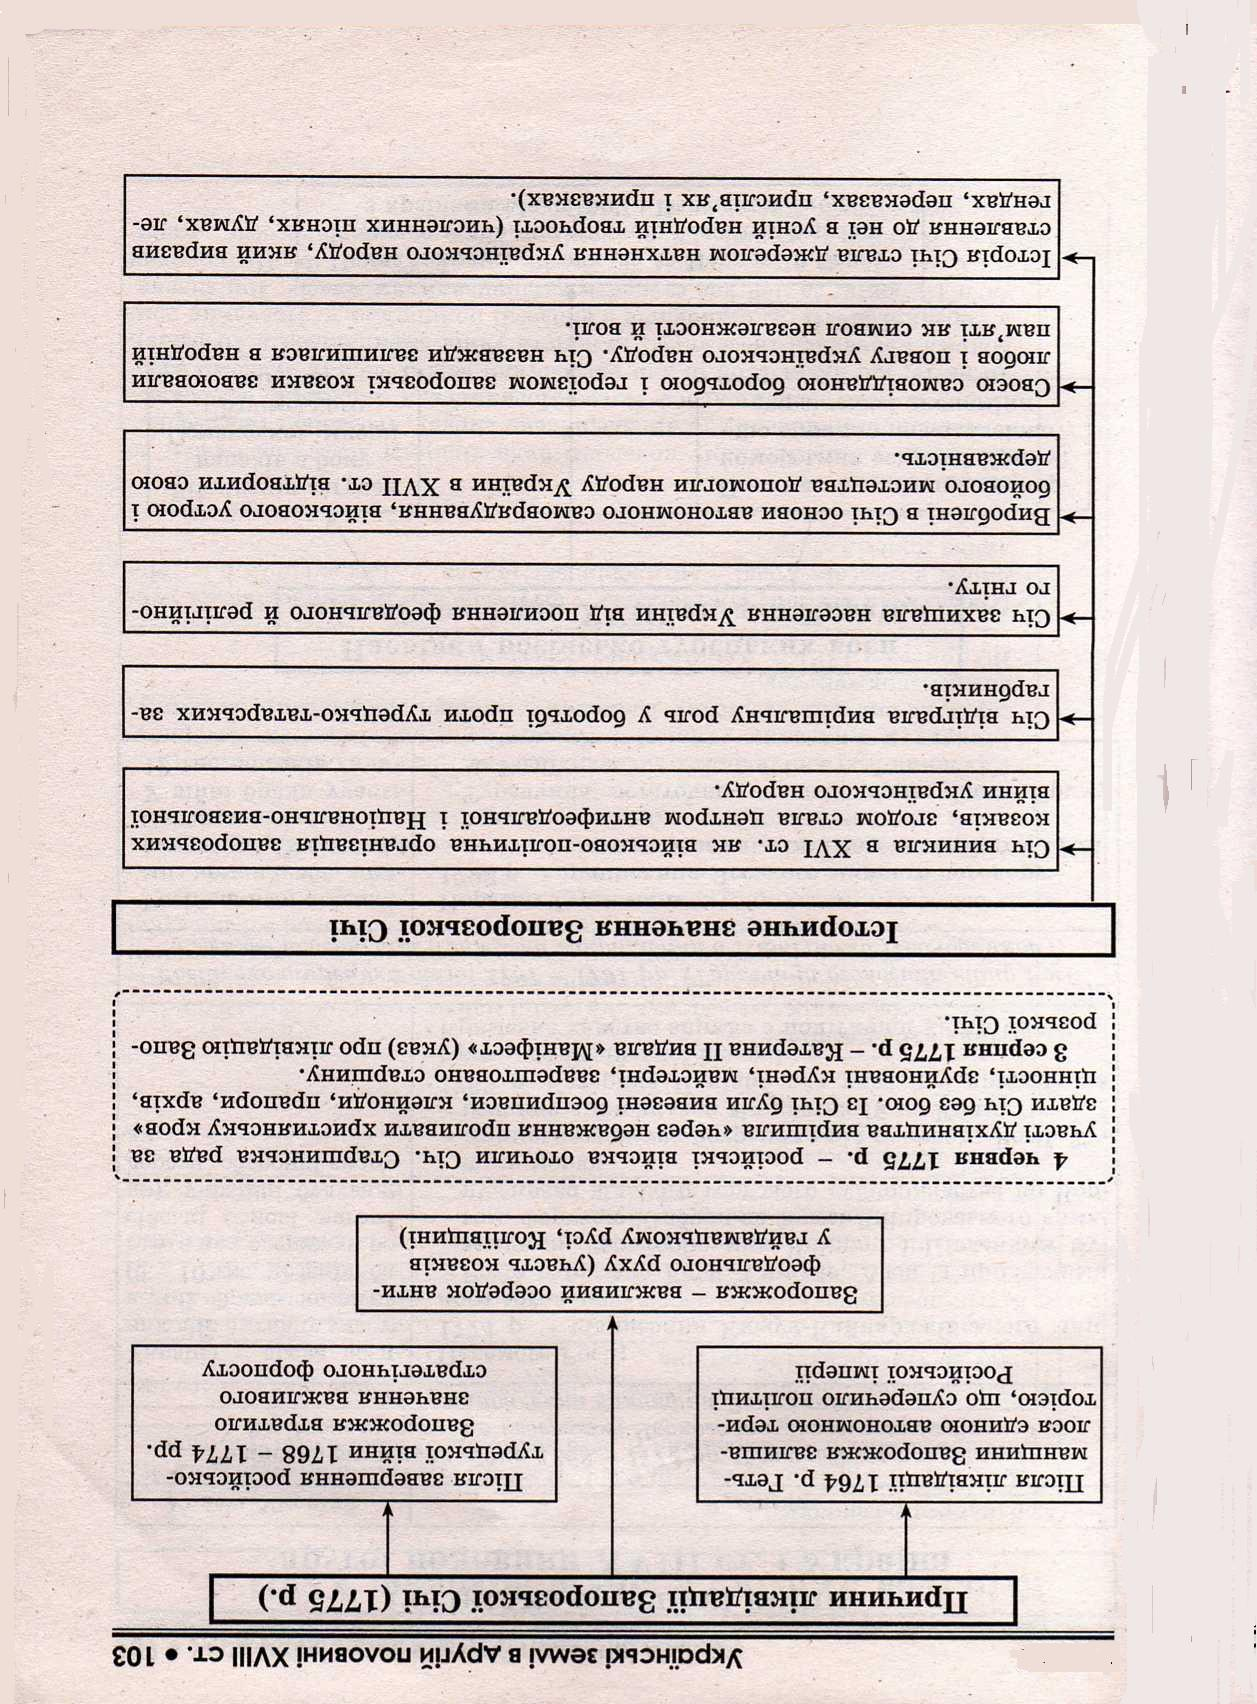 Українські землі в другій половині XVIII ст. ● 103
Причини ліквідації Запорозької Січі (1775 р.)
Після ліквідації 1764 р. Геть-
манщини Запорожжя залиша-
лося єдиною автономною тери-
торією, що суперечило політиці
Російської імперії
Після завершення російсько-
турецької війни 1768 – 1774 рр.
Запорожжя втратило
значення важливого
стратегічного форпосту
Запорожжя – важливий осередок анти-
феодального руху (участь козаків
у гайдамацькому русі, Коліївщині)
4 червня 1775 р. – російські війська оточили Січ. Старшинська рада за
участі духівництва вирішила «через небажання проливати християнську кров»
здати Січ без бою. Із Січі були вивезені боєприпаси, клейноди, прапори, архів,
цінності, зруйновані курені, майстерні, заарештовано старшину.
3 серпня 1775 р. – Катерина II видала «Маніфест» (указ) про ліквідацію Запо-
розької Січі.
Історичне значення Запорозької Січі
Січ виникла в XVI ст. як військово-політична організація запорозьких
козаків, згодом стала центром антифеодальної і Національно-визвольної
війни українського народу.
Січ відіграла вирішальну роль у боротьбі проти турецько-татарських за-
гарбників.
Січ захищала населення України від посилення феодального й релігійно-
го гніту.
Вироблені в Січі основи автономного самоврядування, військового устрою і
бойового мистецтва допомогли народу України в XVII ст. відтворити свою
державність.
Своєю самовідданою боротьбою і героїзмом запорозькі козаки завоювали
любов і повагу українського народу. Січ назавжди залишилася в народній
пам’яті як символ незалежності й волі.
Історія Січі стала джерелом натхнення українського народу, який виразив
ставлення до неї в усній народній творчості (численних піснях, думах, ле-
гендах, переказах, прислів’ях і приказках).